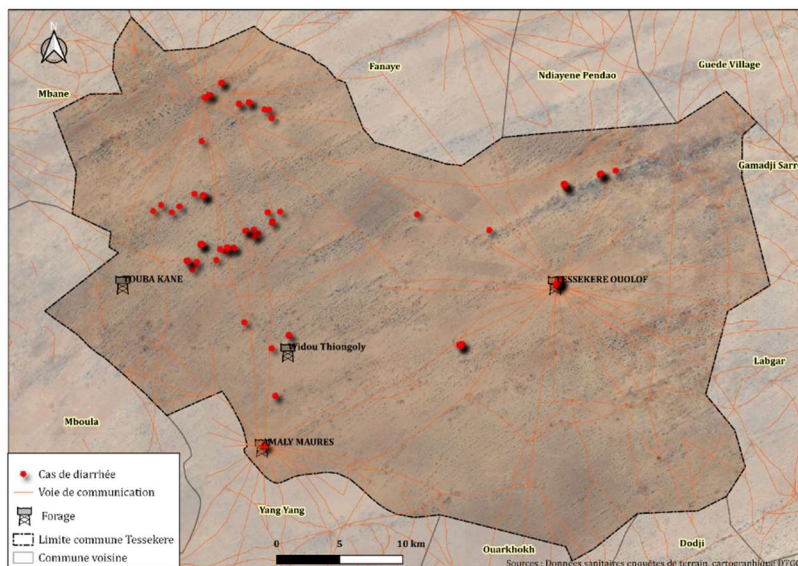 N
Fanaye
Guede Village
Ndiayene Pendao
Mbane
Gamadji Sarr
TOUBA KANE
TESSEKERE OUOLOF
Widou Thiongoly
Labgar
Mboula
AMALY MAURES
Cas de diarrhée
Voie de communication
Forage
Limite commune Tessekere
Commune voisine
Yang Yang
0 5 10 km
Ouarkhokh
Dodji
Sources : Données sanitaires enquêtes de terrain, cartographique DTGC